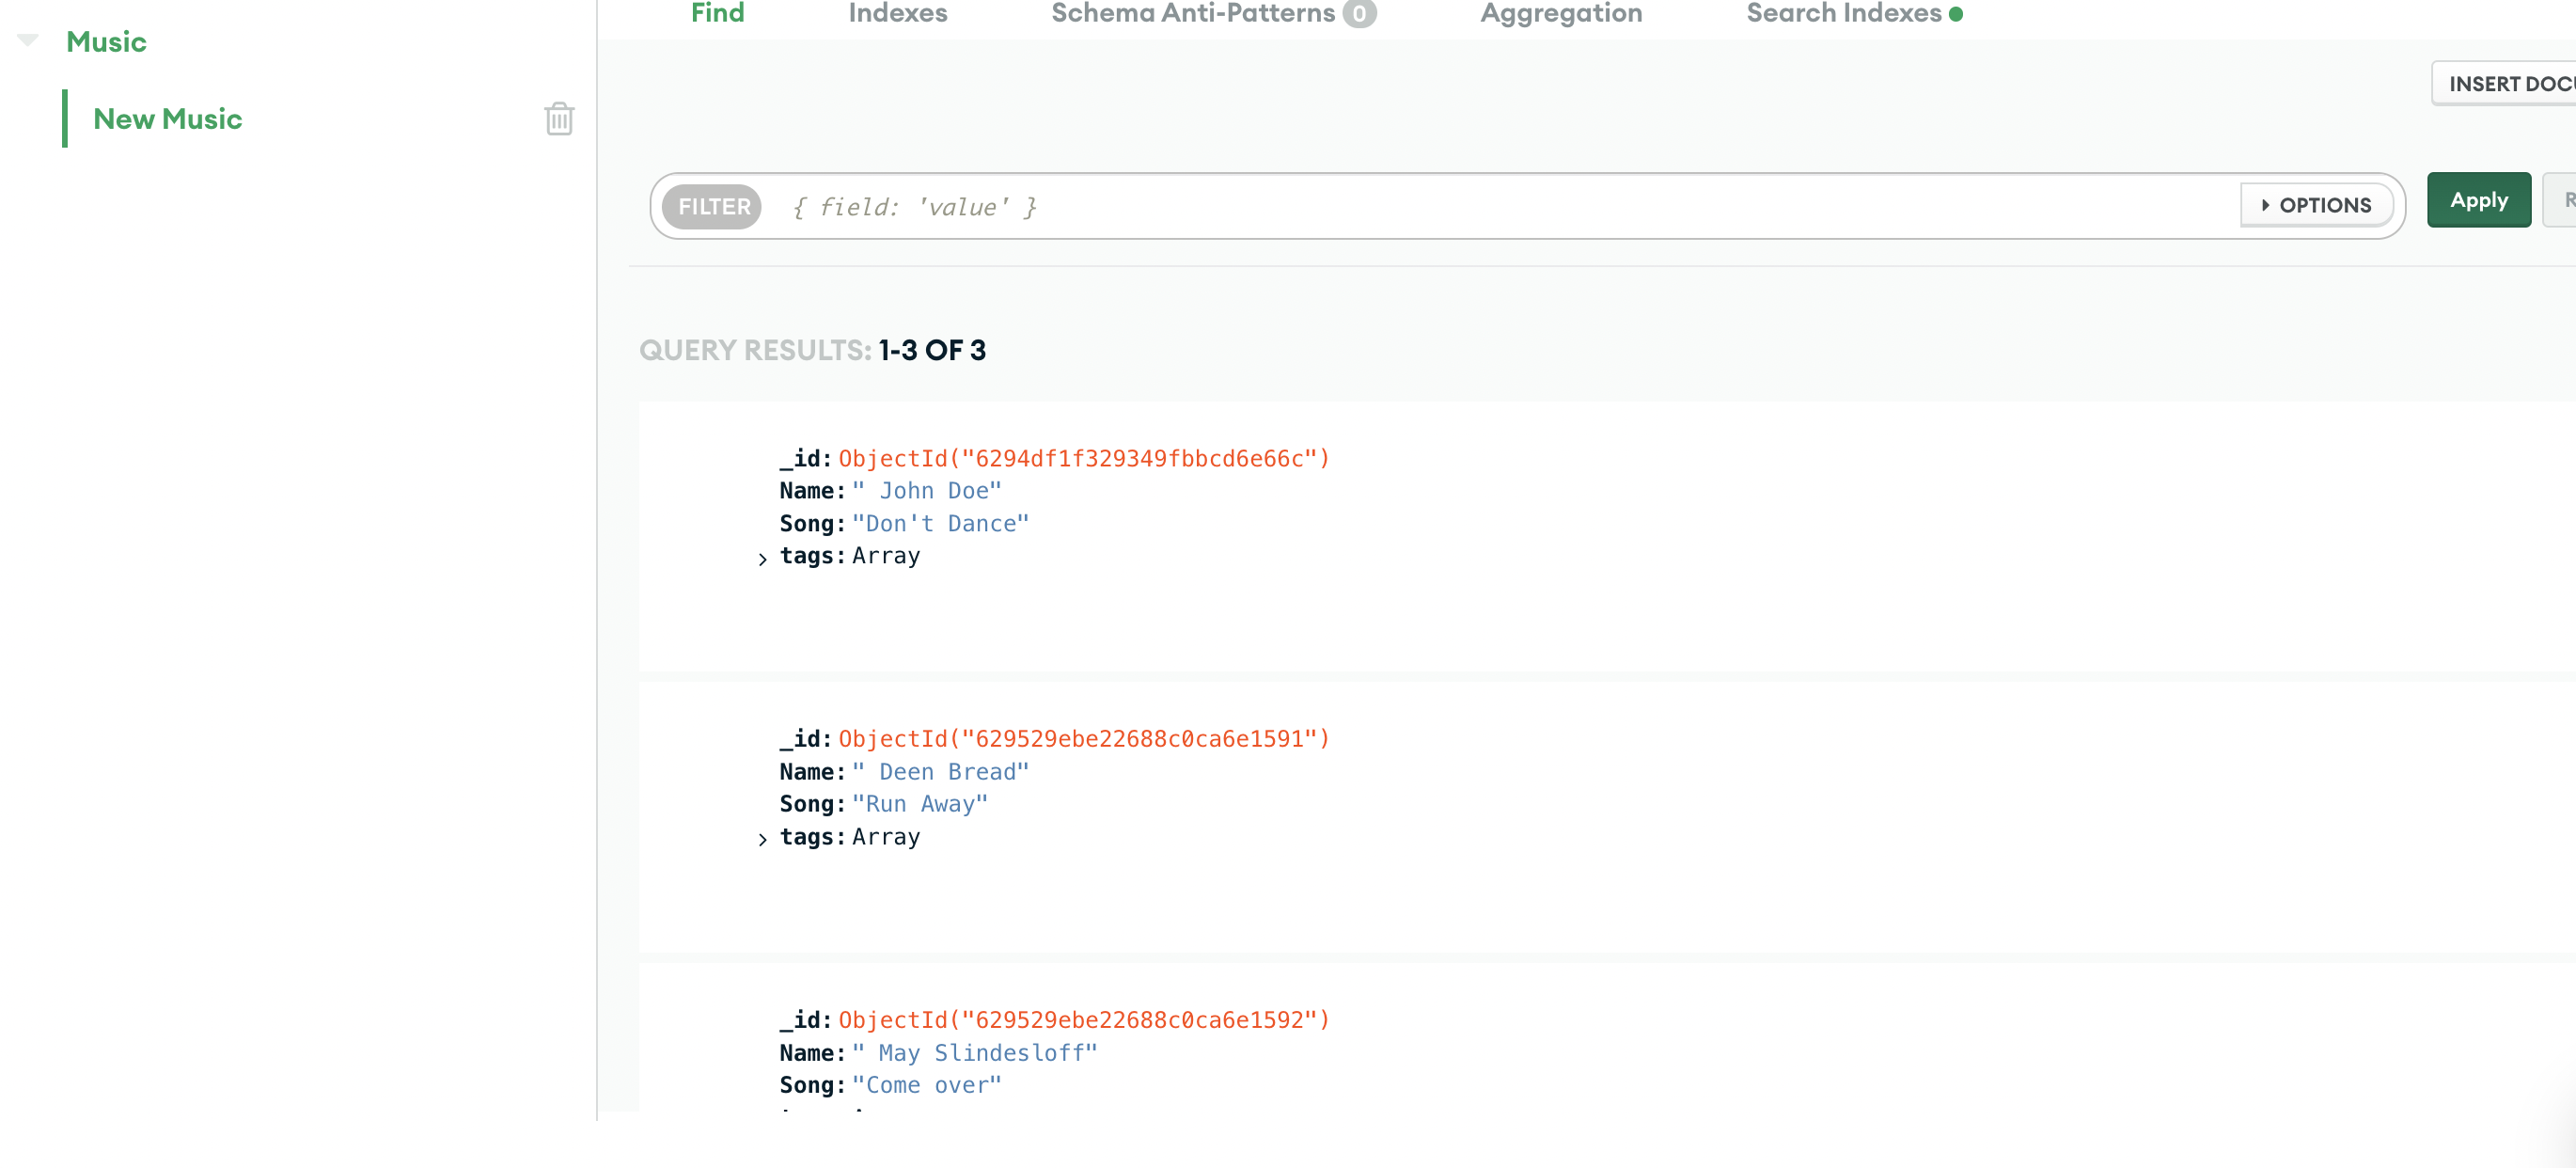 Music
New Music
Find Indexes Schema Anti-Patterns 0 Aggregation Search Indexes
INSERT DOC
FILTER { field: 'value' } OPTIONS Apply
QUERY RESULTS: 1-3 OF 3
_id: ObjectId("6294df1f329349fbbcd6e66c")
Name: " John Doe"
Song: "Don't Dance"
tags: Array
_id: ObjectId("629529ebe22688c0ca6e1591")
Name: " Deen Bread"
Song: "Run Away"
tags: Array
_id: ObjectId("629529ebe22688c0ca6e1592")
Name: " May Slindesloff"
Song: "Come over"